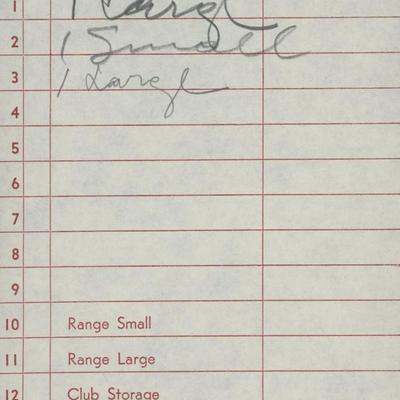 1 1 Large
2 1 Small
3 1 Large
4
5
6
7
8
9
10 Range Small
11 Range Large
12 Club Storage